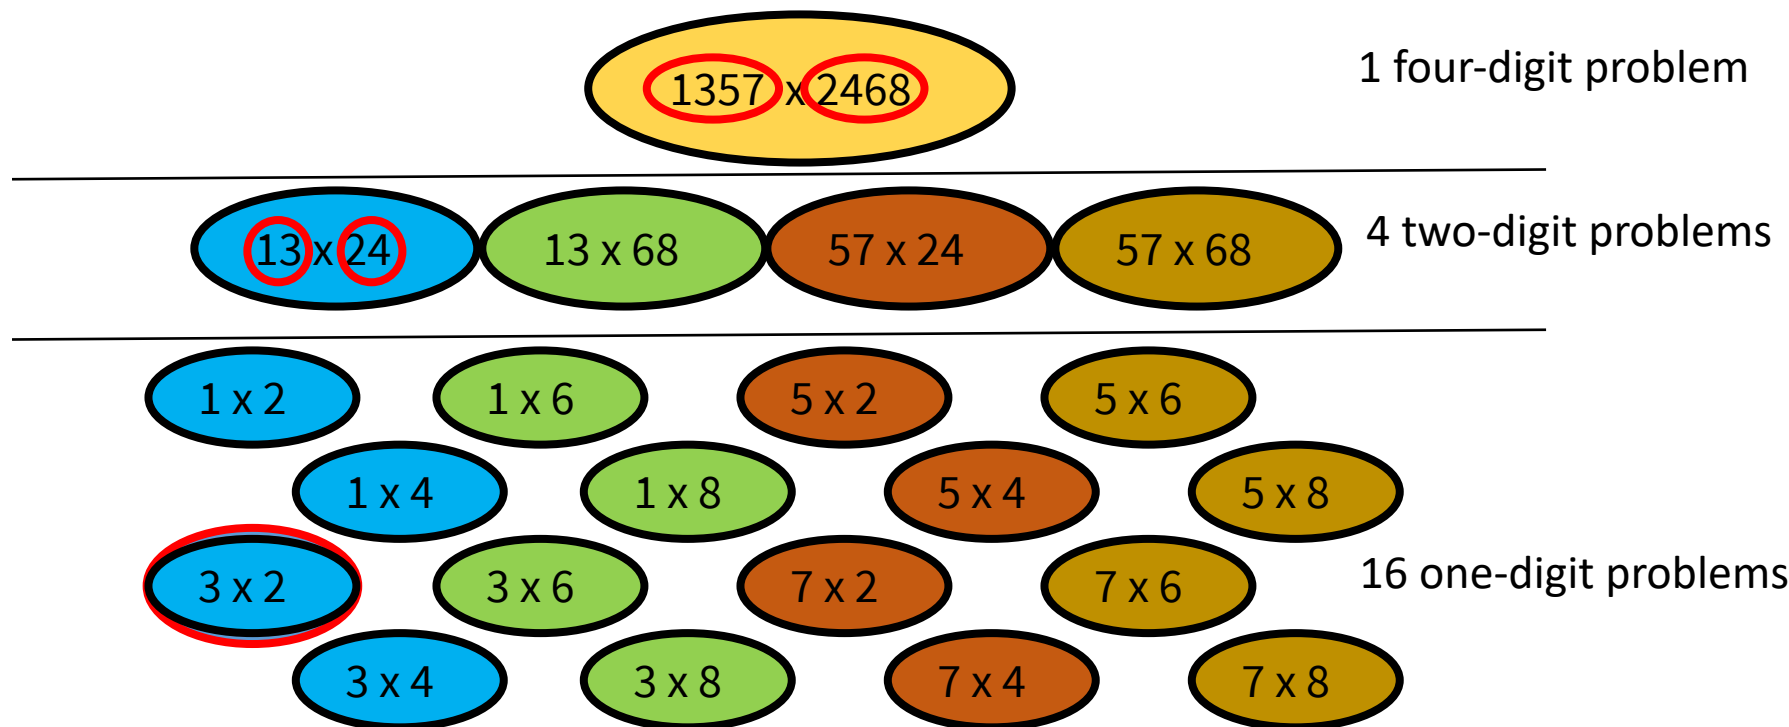 1357 x 2468
1 four-digit problem
13 x 24
13 x 68
57 x 24
57 x 68
4 two-digit problems
1 x 2
1 x 6
5 x 2
5 x 6
1 x 4
1 x 8
5 x 4
5 x 8
3 x 2
3 x 6
7 x 2
7 x 6
16 one-digit problems
3 x 4
3 x 8
7 x 4
7 x 8